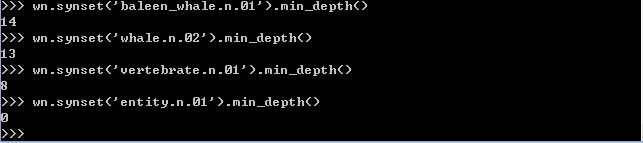 >>> wn.synset('baleen_whale.n.01').min_depth()
14
>>> wn.synset('whale.n.02').min_depth()
13
>>> wn.synset('vertebrate.n.01').min_depth()
8
>>> wn.synset('entity.n.01').min_depth()
0
>>>